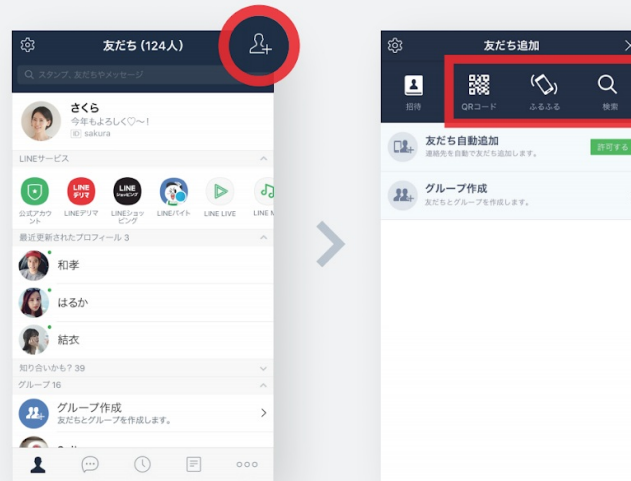 友だち (124人)
スタンプ、友だちやメッセージ
さくら
今年もよろしく♡〜！
ID sakura
LINEサービス
LINE
デリマ
LINE
ショッピング
公式アカウ
ント
LINEデリマ
LINEショッ
ピング
LINEバイト
LINE LIVE
LINE M
最近更新されたプロフィール 3
和孝
はるか
結衣
知り合いかも? 39
グループ 16
グループ作成
友だちとグループを作成します。
友だち追加
招待
QRコード
ふるふる
検索
友だち自動追加
連絡先を自動で友だち追加します。
許可する
グループ作成
友だちとグループを作成します。